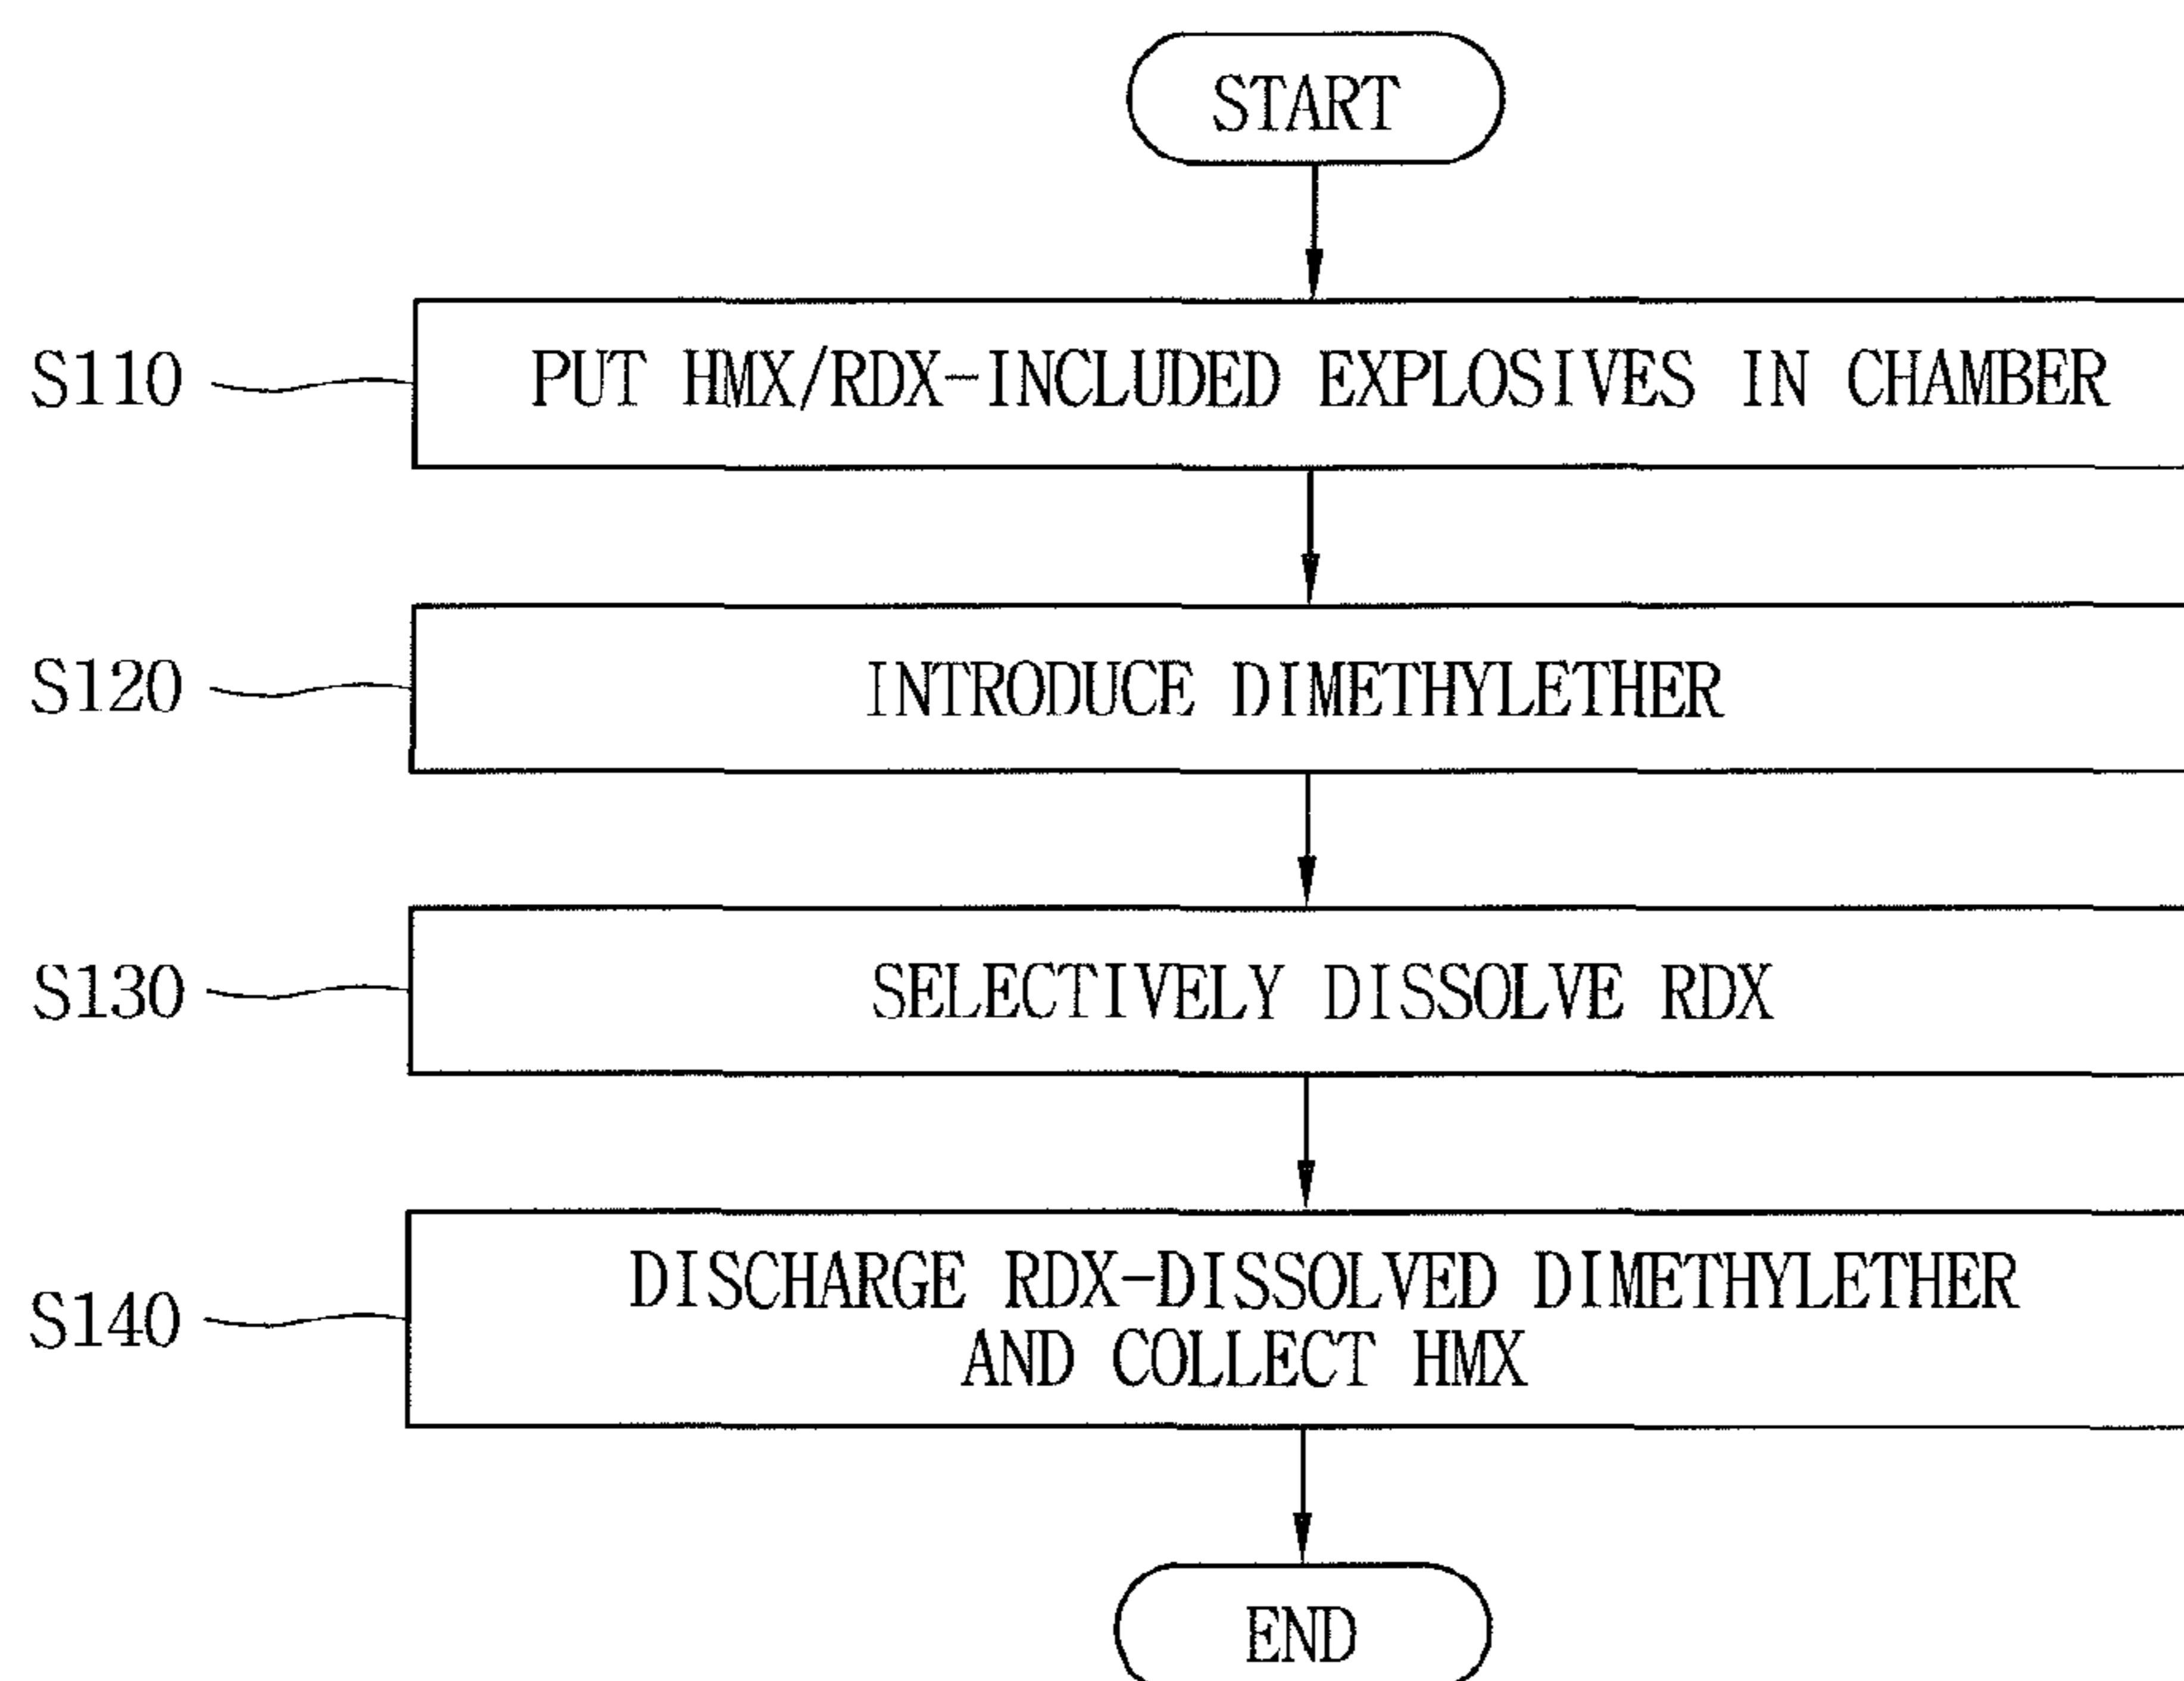 START
S110
PUT HMX/RDX-INCLUDED EXPLOSIVES IN CHAMBER
S120
INTRODUCE DIMETHYLETHER
S130
SELECTIVELY DISSOLVE RDX
S140
DISCHARGE RDX-DISSOLVED DIMETHYLETHER
AND COLLECT HMX
END